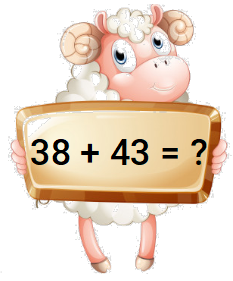 38 + 43 = ?